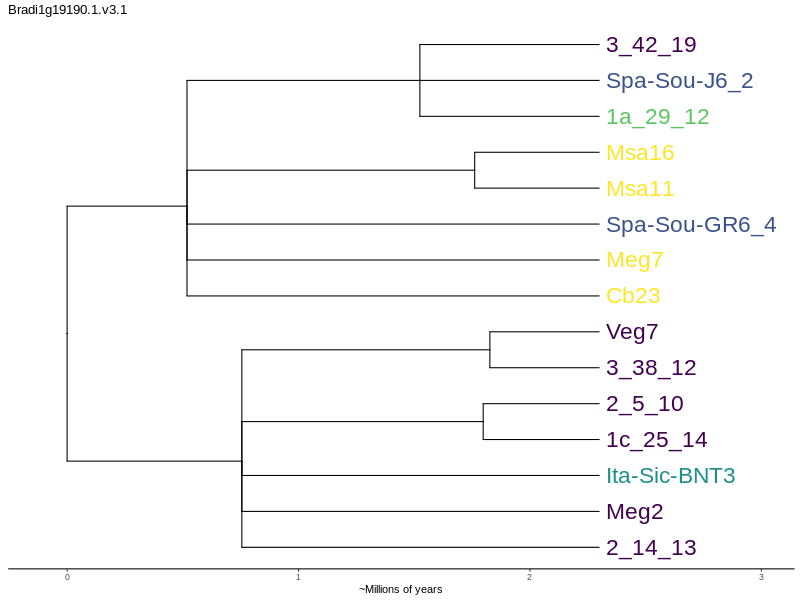 Bradi1g19190.1.v3.1
3_42_19
Spa-Sou-J6_2
1a_29_12
Msa16
Msa11
Spa-Sou-GR6_4
Meg7
Cb23
Veg7
3_38_12
2_5_10
1c_25_14
Ita-Sic-BNT3
Meg2
2_14_13
0 1 2 3
~Millions of years